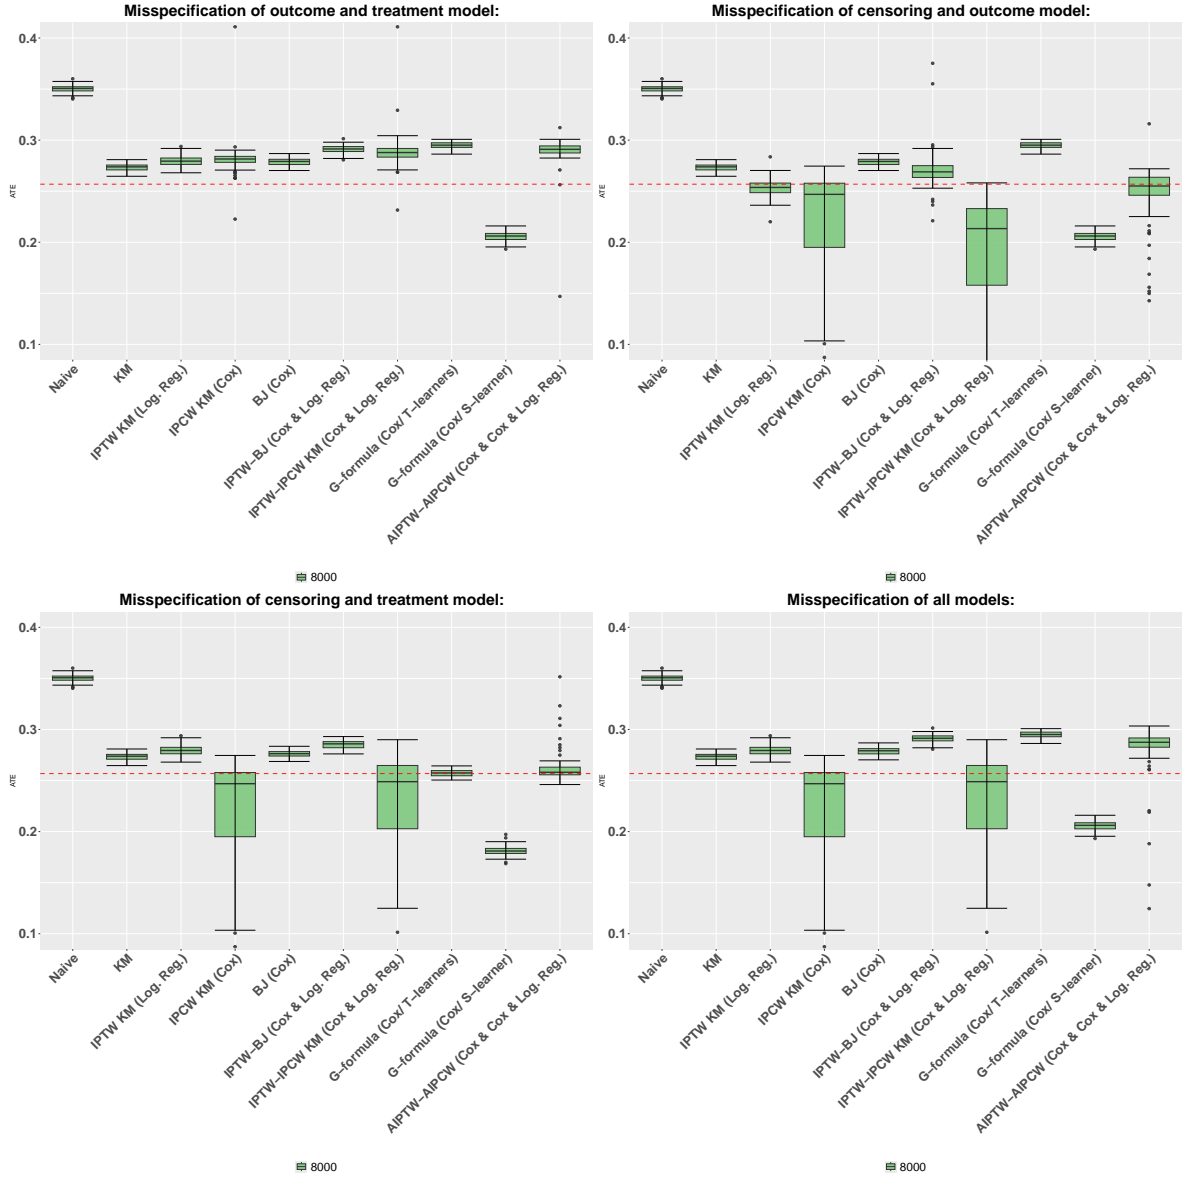 Misspecification of outcome and treatment model:
0.4
0.3
0.2
0.1
ATE
Naive
KM
IPTW KM (Log. Reg.)
IPCW KM (Cox)
BJ (Cox)
IPTW−BJ (Cox & Log. Reg.)
IPTW−IPCW KM (Cox & Log. Reg.)
G−formula (Cox/ T−learners)
G−formula (Cox/ S−learner)
AIPTW−AIPCW (Cox & Cox & Log. Reg.)
8000
Misspecification of censoring and outcome model:
0.4
0.3
0.2
0.1
ATE
Naive
KM
IPTW KM (Log. Reg.)
IPCW KM (Cox)
BJ (Cox)
IPTW−BJ (Cox & Log. Reg.)
IPTW−IPCW KM (Cox & Log. Reg.)
G−formula (Cox/ T−learners)
G−formula (Cox/ S−learner)
AIPTW−AIPCW (Cox & Cox & Log. Reg.)
8000
Misspecification of censoring and treatment model:
0.4
0.3
0.2
0.1
ATE
Naive
KM
IPTW KM (Log. Reg.)
IPCW KM (Cox)
BJ (Cox)
IPTW−BJ (Cox & Log. Reg.)
IPTW−IPCW KM (Cox & Log. Reg.)
G−formula (Cox/ T−learners)
G−formula (Cox/ S−learner)
AIPTW−AIPCW (Cox & Cox & Log. Reg.)
8000
Misspecification of all models:
0.4
0.3
0.2
0.1
ATE
Naive
KM
IPTW KM (Log. Reg.)
IPCW KM (Cox)
BJ (Cox)
IPTW−BJ (Cox & Log. Reg.)
IPTW−IPCW KM (Cox & Log. Reg.)
G−formula (Cox/ T−learners)
G−formula (Cox/ S−learner)
AIPTW−AIPCW (Cox & Cox & Log. Reg.)
8000